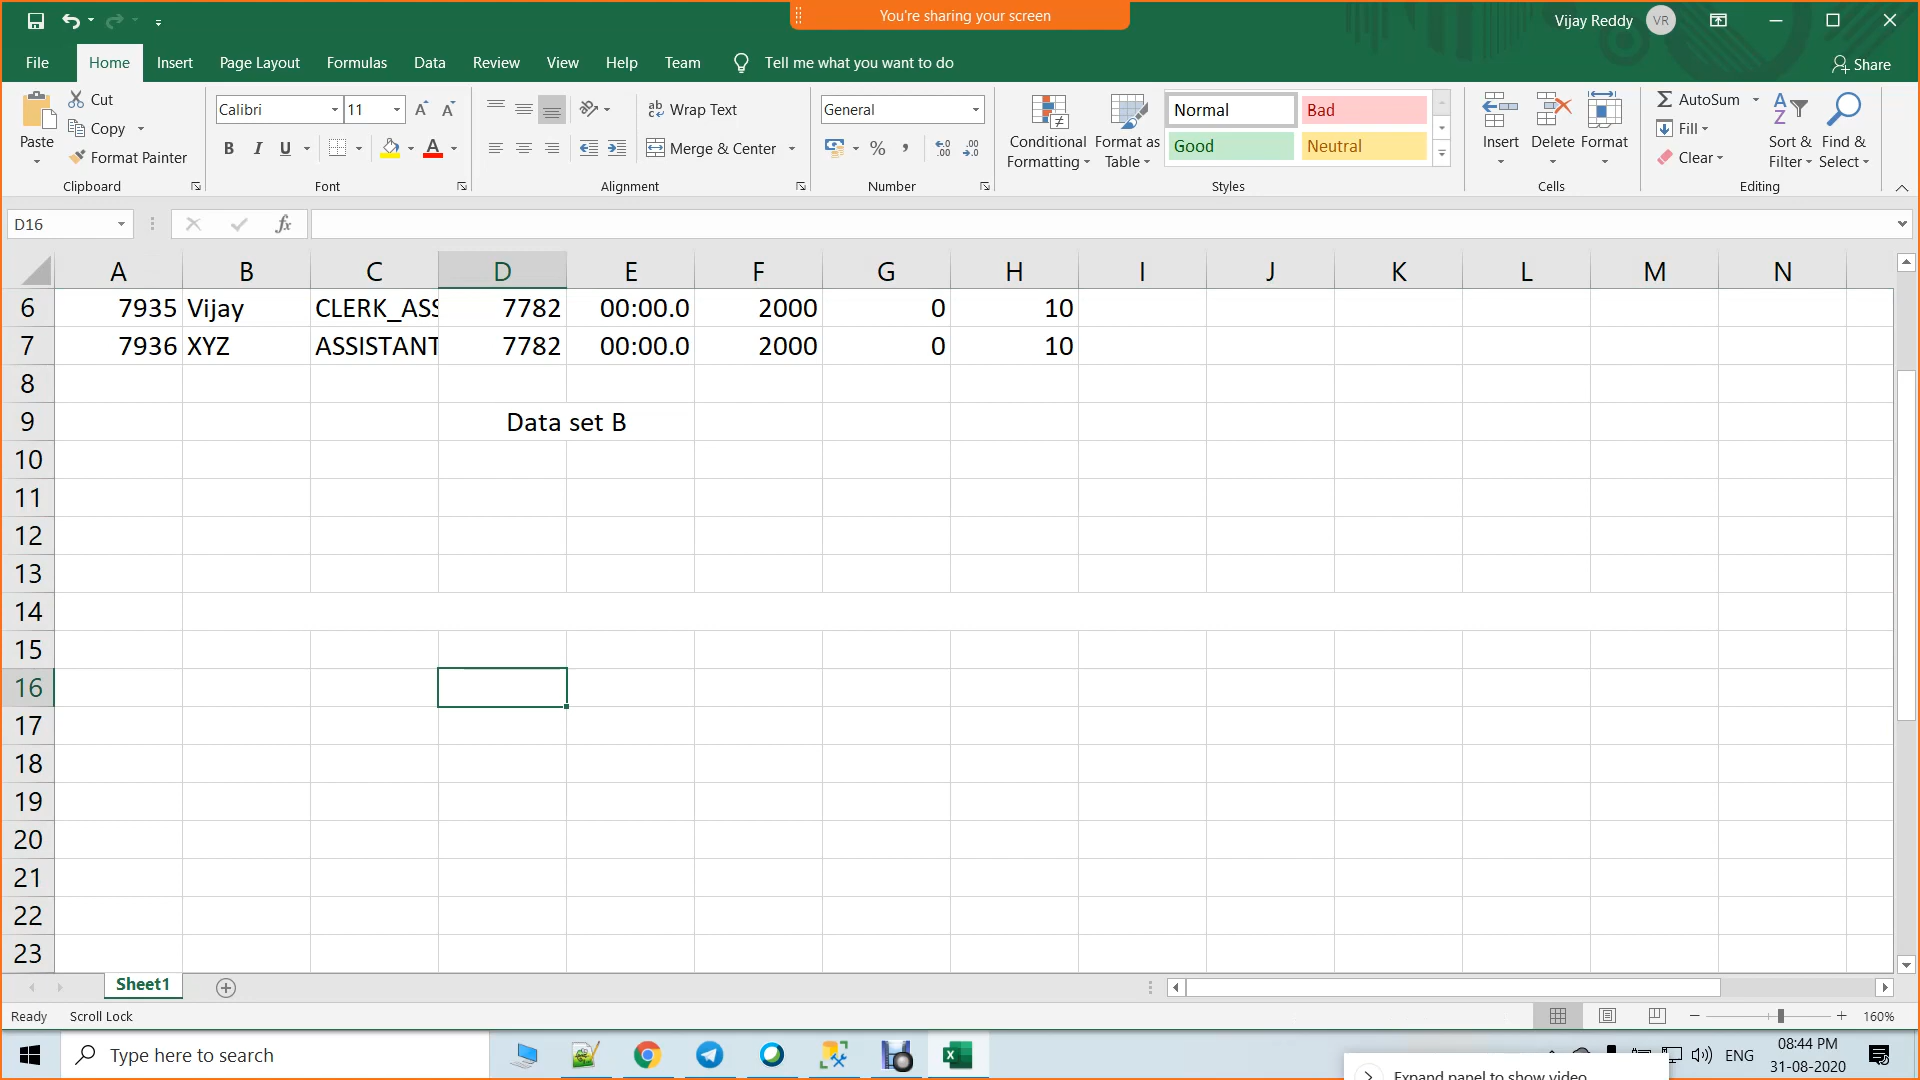 You're sharing your screen
Vijay Reddy VR
File Home Insert Page Layout Formulas Data Review View Help Team Tell me what you want to do Share
Paste Cut Copy Format Painter Clipboard
Calibri 11 A A B I U A Font
ab Wrap Text Merge & Center Alignment
General % , Number
Conditional Formatting Format as Table Normal Bad Good Neutral Styles
Insert Delete Format Cells
AutoSum Fill Clear Sort & Filter Find & Select Editing
D16 fx
A B C D E F G H I J K L M N
6 7935 Vijay CLERK_ASS 7782 00:00.0 2000 0 10
7 7936 XYZ ASSISTANT 7782 00:00.0 2000 0 10
8
9 Data set B
10
11
12
13
14
15
16
17
18
19
20
21
22
23
Sheet1
Ready Scroll Lock 160%
Type here to search ENG 08:44 PM
31-08-2020
Expand panel to show video